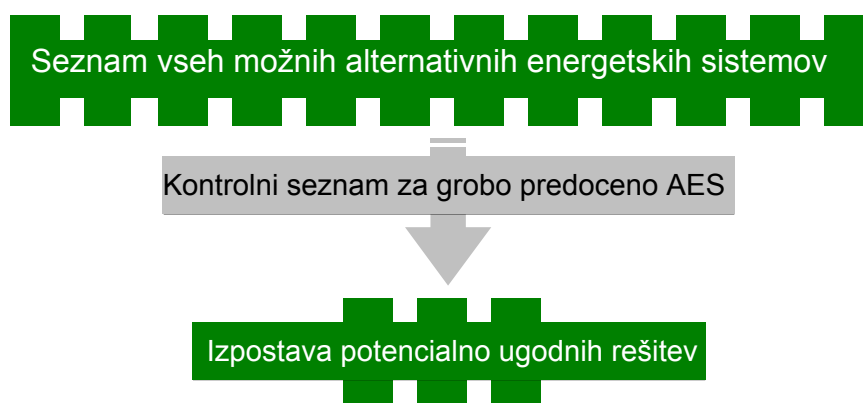 Seznam vseh možnih alternativnih energetskih sistemov
Kontrolni seznam za grobo predoceno AES
Izpostava potencialno ugodnih rešitev